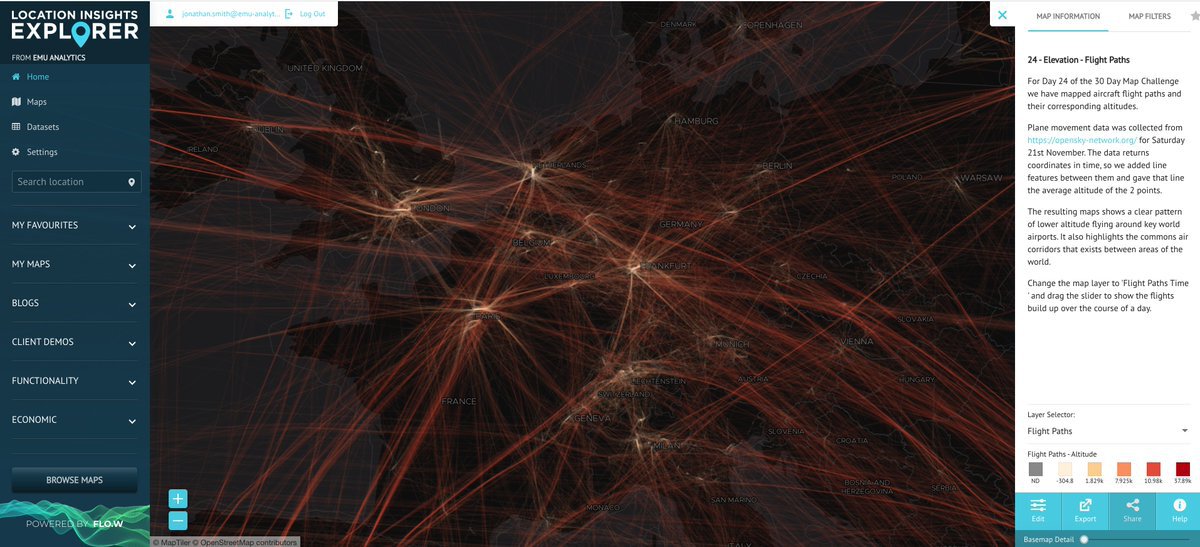 LOCATION INSIGHTS
EXPLORER
FROM EMU ANALYTICS
Home
Maps
Datasets
Settings
Search location
MY FAVOURITES
MY MAPS
BLOGS
CLIENT DEMOS
FUNCTIONALITY
ECONOMIC
BROWSE MAPS
POWERED BY FLO.W
jonathan.smith@emu-analyt... Log Out
DENMARK
COPENHAGEN
UNITED KINGDOM
DUBLIN
IRELAND
HAMBURG
NETHERLANDS
BERLIN
POLAND
WARSAW
LONDON
GERMANY
BELGIUM
LUXEMBOURG
FRANKFURT
CZECHIA
PARIS
SLOVAKIA
MUNICH
VIENNA
LIECHTENSTEIN
AUSTRIA
HUNGARY
SWITZERLAND
FRANCE
GENEVA
SLOVENIA
CROATIA
MILAN
BOSNIA AND
HERZEGOVINA
SERBIA
SAN MARINO
MONACO
ITALY
© MapTiler © OpenStreetMap contributors
MAP INFORMATION MAP FILTERS
24 - Elevation - Flight Paths
For Day 24 of the 30 Day Map Challenge
we have mapped aircraft flight paths and
their corresponding altitudes.
Plane movement data was collected from
https://opensky-network.org/ for Saturday
21st November. The data returns
coordinates in time, so we added line
features between them and gave that line
the average altitude of the 2 points.
The resulting maps shows a clear pattern
of lower altitude flying around key world
airports. It also highlights the commons air
corridors that exists between areas of the
world.
Change the map layer to 'Flight Paths Time
' and drag the slider to show the flights
build up over the course of a day.
Layer Selector:
Flight Paths
Flight Paths - Altitude
ND -304.8 1.829k 7.925k 10.98k 37.89k
Edit Export Share Help
Basemap Detail